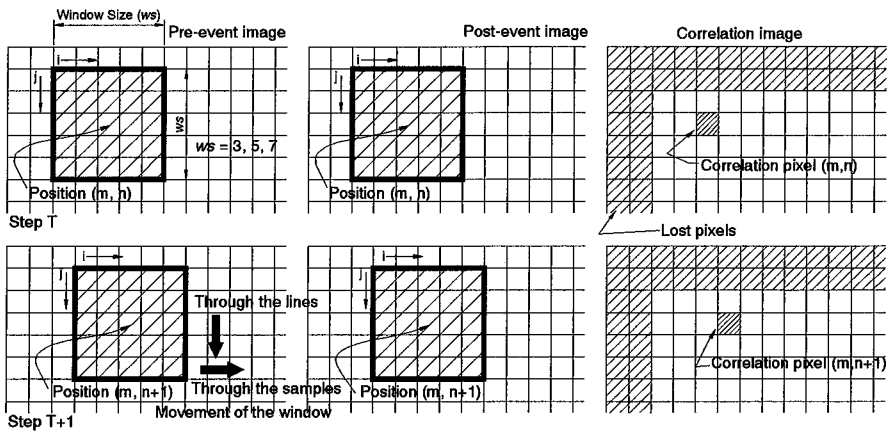 Window Size (ws)
Pre-event image
Post-event image
Correlation image
i
j
ws
ws = 3, 5, 7
Position (m, n)
Step T
i
j
Position (m, n)
Correlation pixel (m,n)
Lost pixels
i
j
Through the lines
Through the samples
Movement of the window
Position (m, n+1)
Step T+1
i
j
Position (m, n+1)
Correlation pixel (m,n+1)